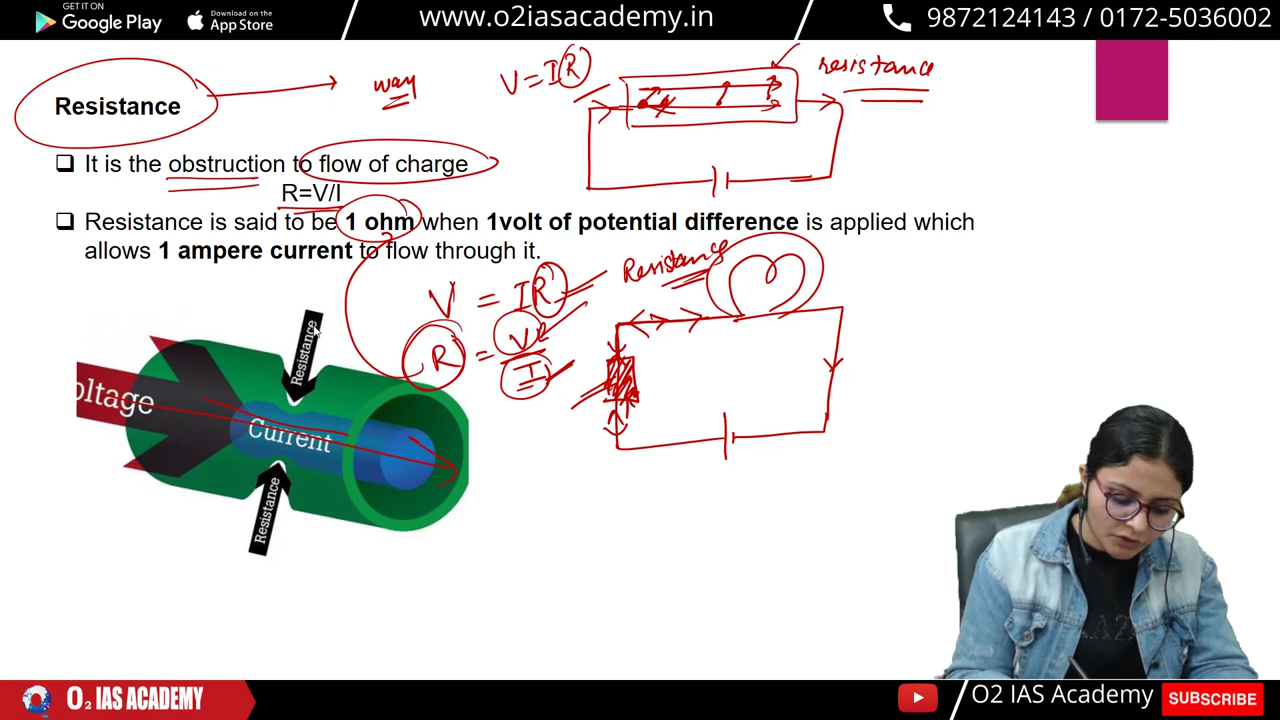 GET IT ON
Google Play
Download on the
App Store
www.o2iasacademy.in
9872124143 / 0172-5036002
Resistance
way
V = IR
resistance
❑ It is the obstruction to flow of charge
R=V/I
❑ Resistance is said to be 1 ohm when 1volt of potential difference is applied which
allows 1 ampere current to flow through it.
Resistance
V = IR
R = V
I
Resistance
oltage
Current
Resistance
O2 IAS ACADEMY
O2 IAS Academy
SUBSCRIBE